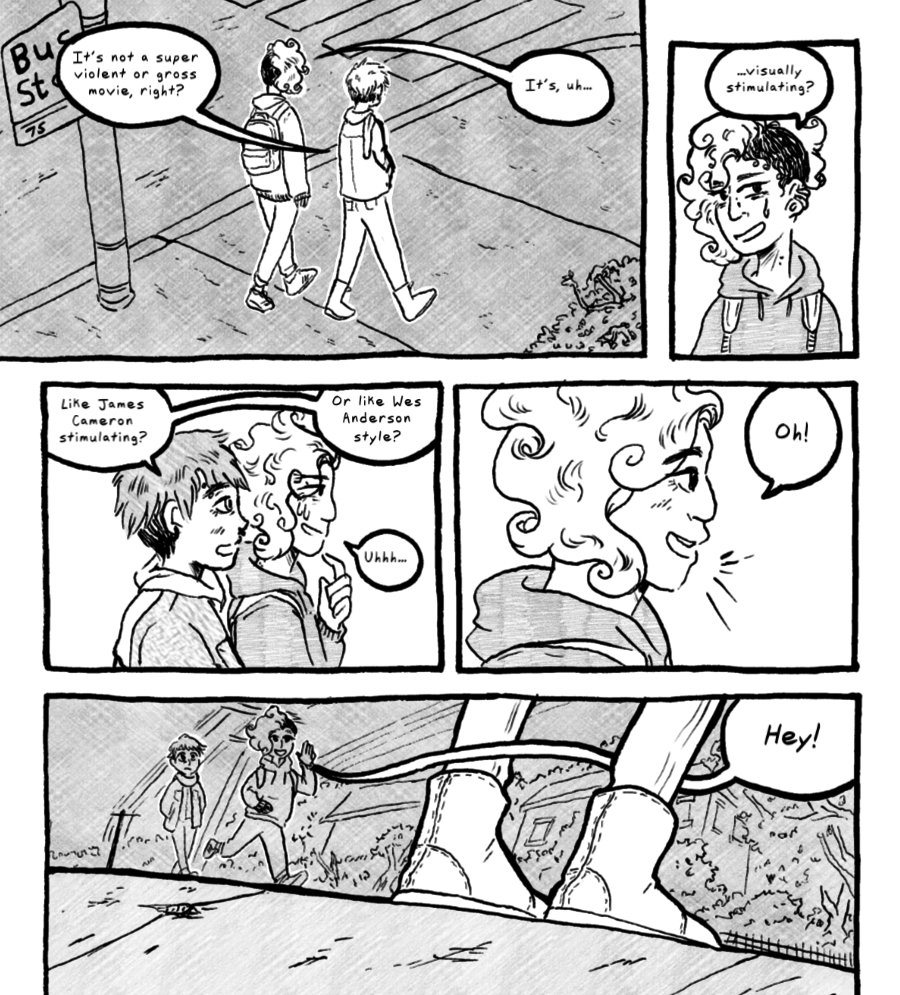 Bus
St
75
It's not a super
violent or gross
movie, right?
It's, uh...
...visually
stimulating?
Like James
Cameron
stimulating?
Or like Wes
Anderson
style?
Uhhh...
Oh!
Hey!